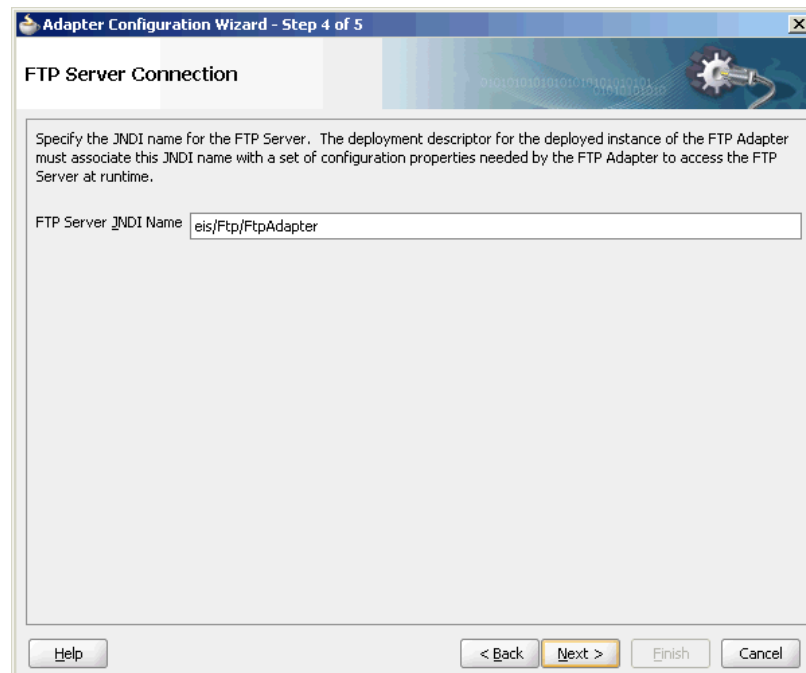 Adapter Configuration Wizard - Step 4 of 5
FTP Server Connection
Specify the JNDI name for the FTP Server. The deployment descriptor for the deployed instance of the FTP Adapter
must associate this JNDI name with a set of configuration properties needed by the FTP Adapter to access the FTP
Server at runtime.
FTP Server JNDI Name eis/Ftp/FtpAdapter
Help < Back Next > Finish Cancel